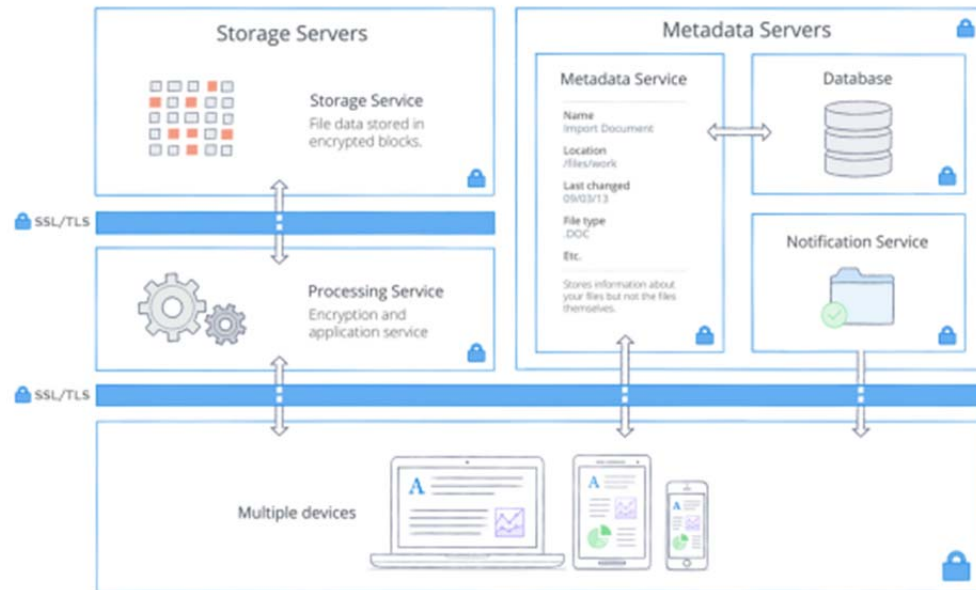 Storage Servers
Storage Service
File data stored in
encrypted blocks.
SSL/TLS
Processing Service
Encryption and
application service
SSL/TLS
Metadata Servers
Metadata Service
Name
Import Document
Location
/files/work
Last changed
09/03/13
File type
.DOC
Etc.
Stores information about
your files but not the files
themselves.
Database
Notification Service
Multiple devices
A
A
A